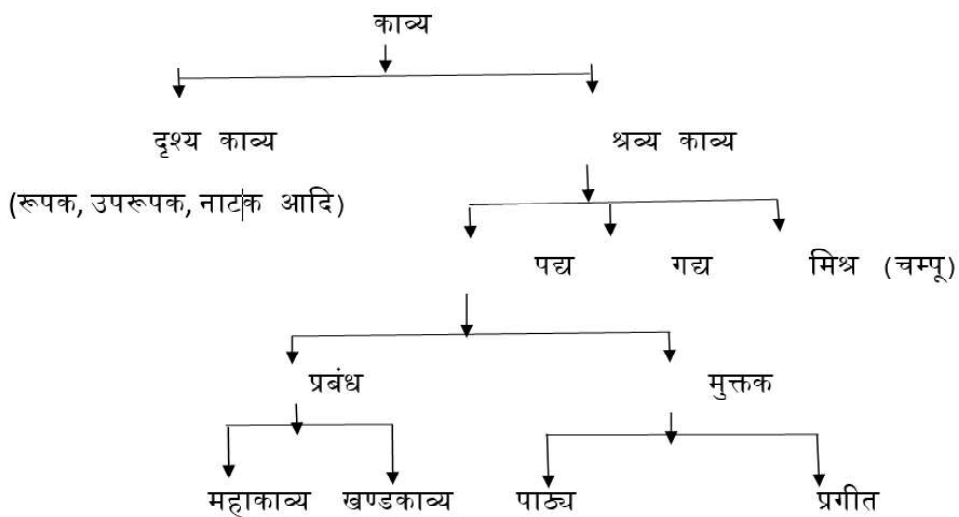 काव्य
दृश्य काव्य श्रव्य काव्य
(रूपक, उपरूपक, नाटक आदि)
पद्य गद्य मिश्र (चम्पू)
प्रबंध मुक्तक
महाकाव्य खण्डकाव्य पाठ्य प्रगीत